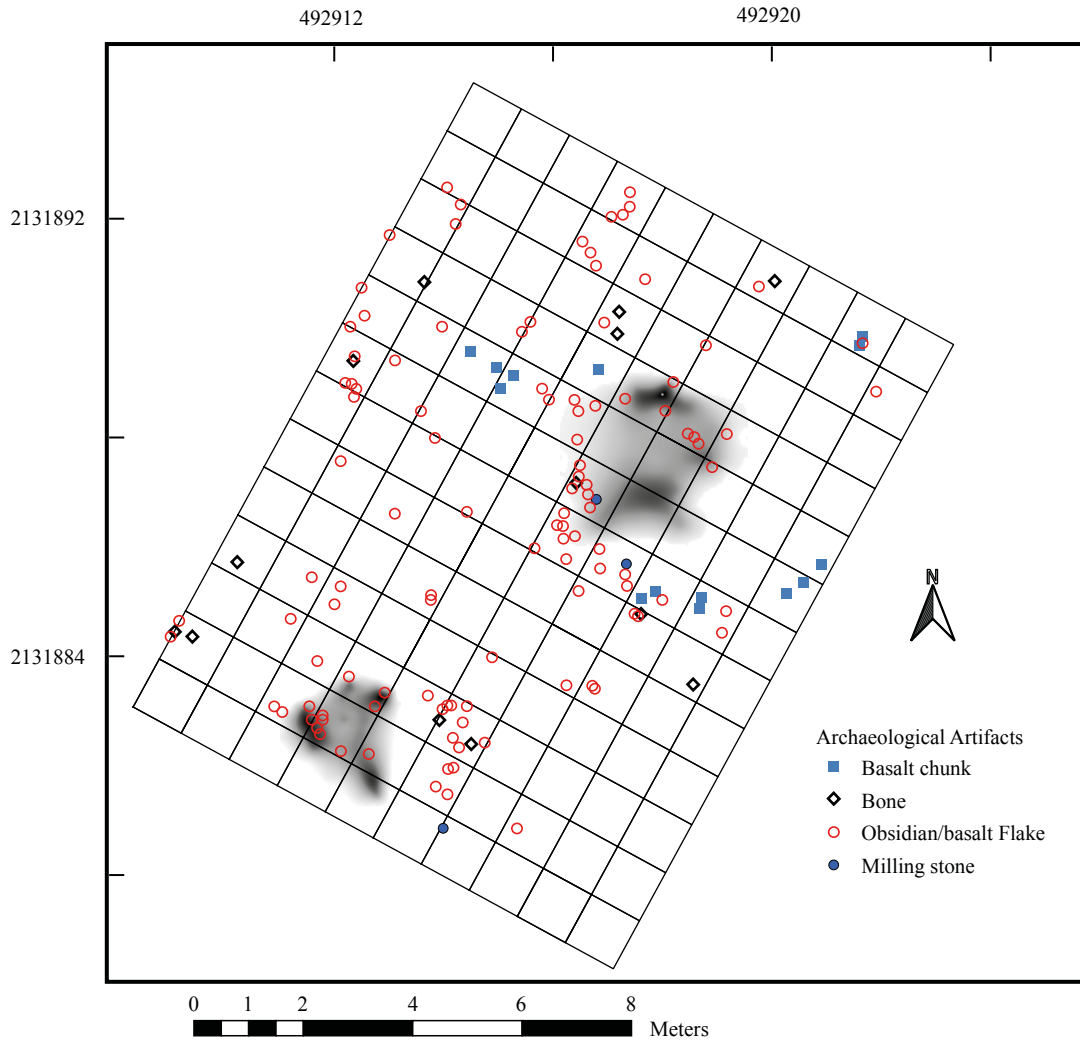 492912 492920
2131892
N
2131884
Archaeological Artifacts
Basalt chunk
Bone
Obsidian/basalt Flake
Milling stone
0 1 2 4 6 8
Meters